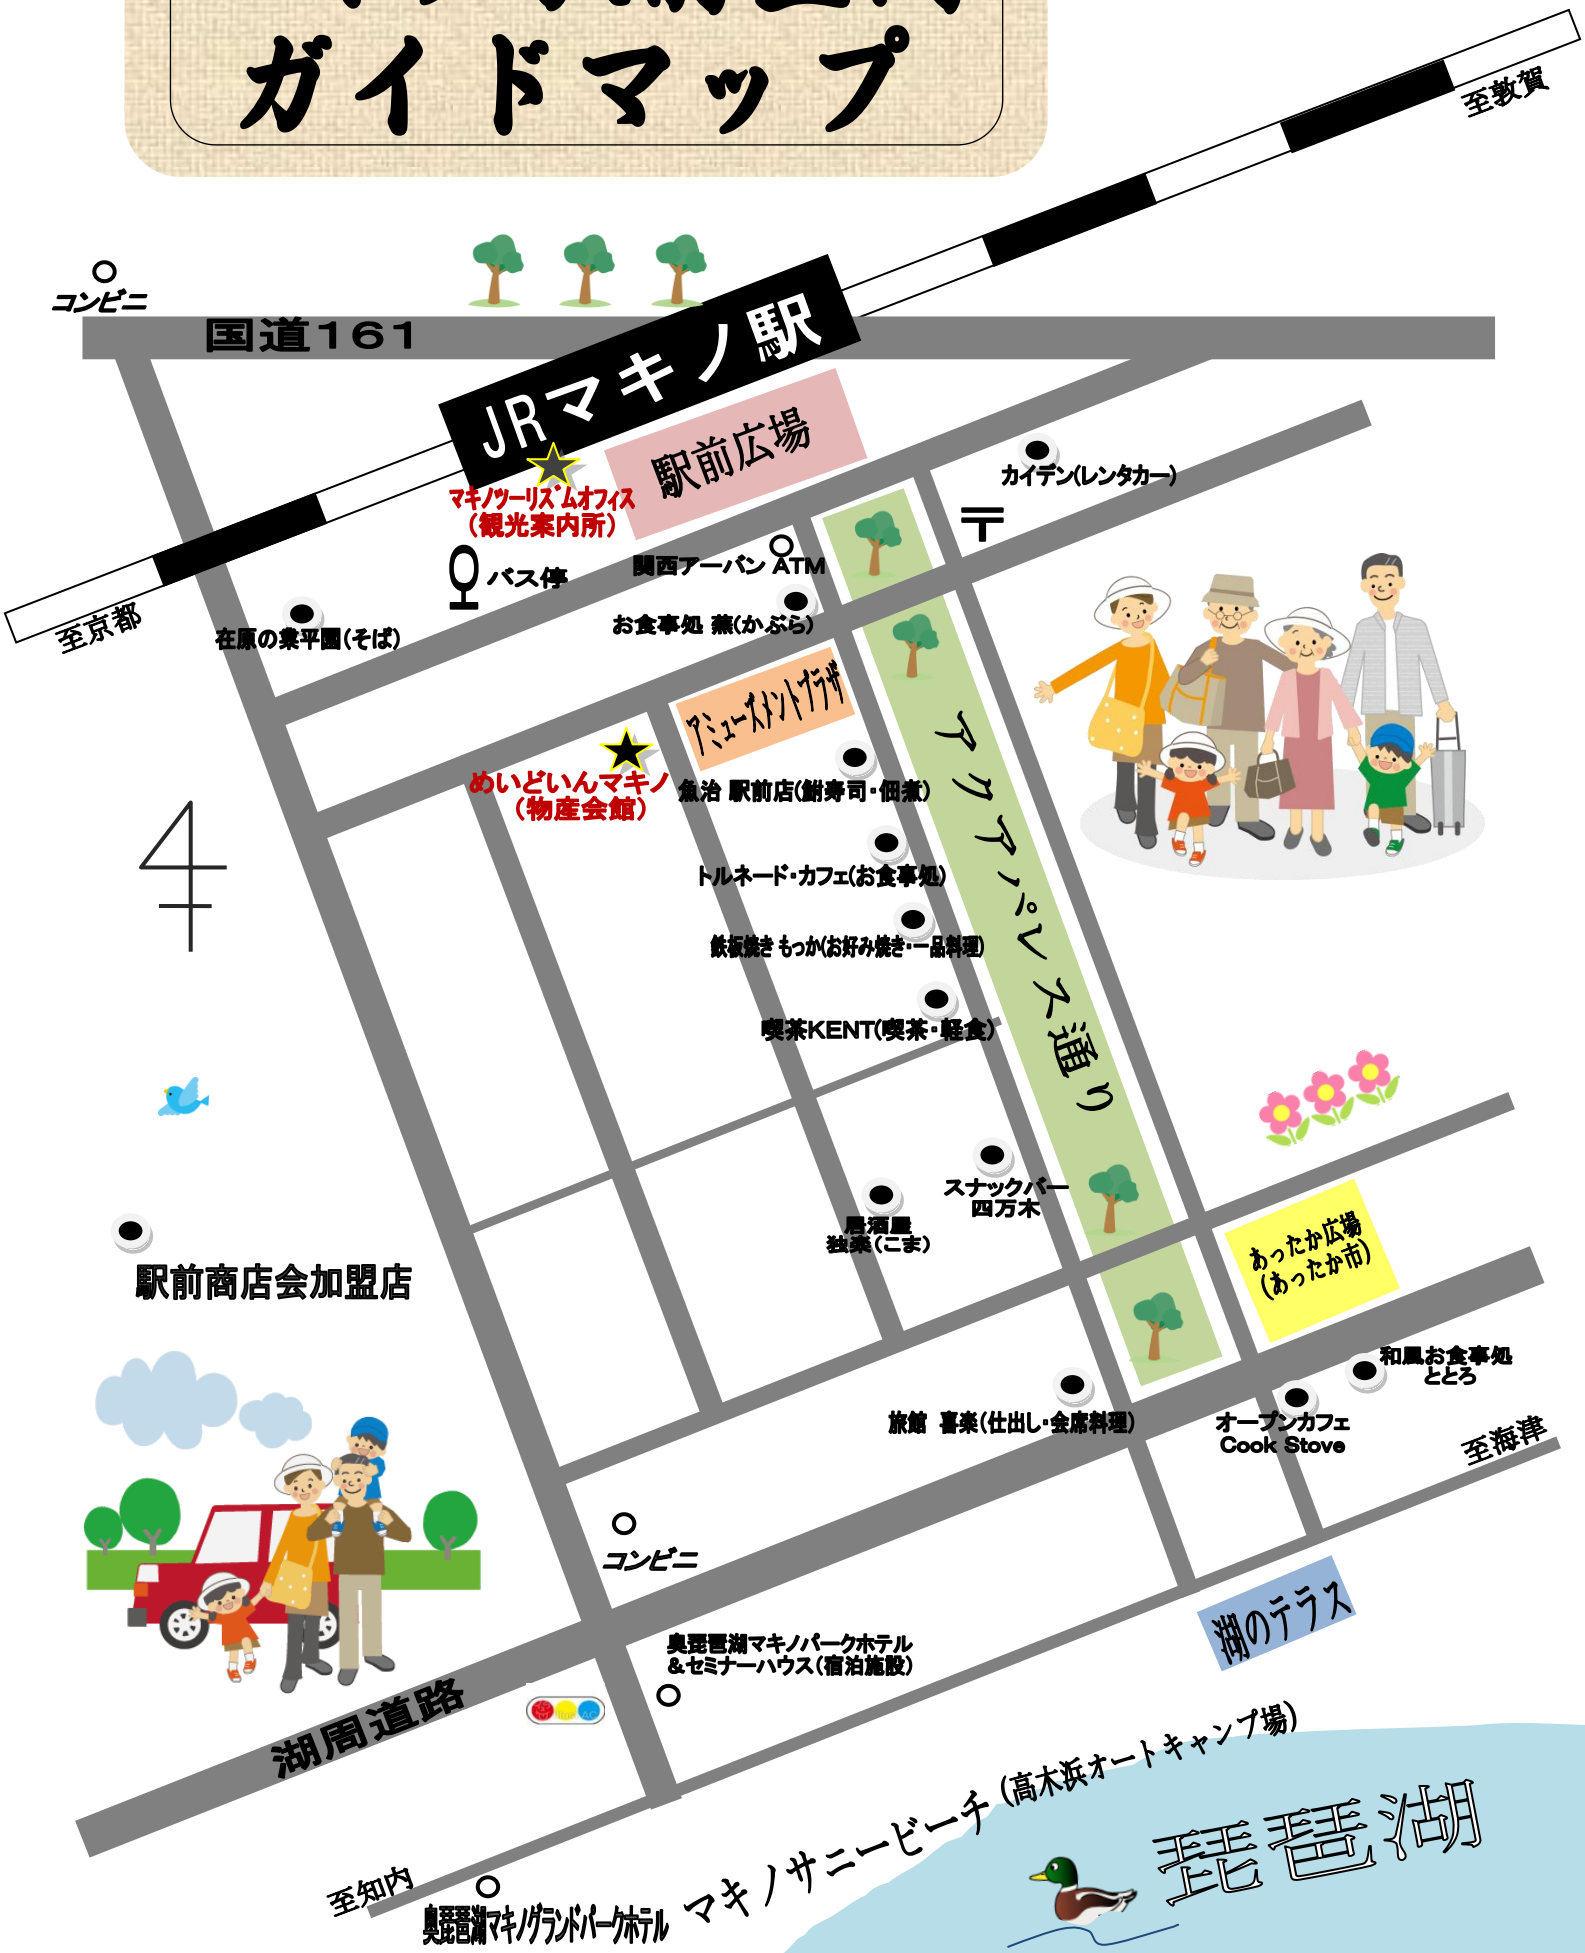 ガイドマップ
至敦賀
コンビニ
国道161
JRマキノ駅
駅前広場
マキノツーリズムオフィス
（観光案内所）
カイデン(レンタカー)
〒
バス停
関西アーバン ATM
至京都
在原の業平園(そば)
お食事処 蕪(かぶら)
アミューズメントプラザ
めいどいんマキノ
（物産会館）
魚治 駅前店(鮒寿司・佃煮)
アクアパレス通り
トルネード・カフェ(お食事処)
鉄板焼き もっか(お好み焼き・一品料理)
喫茶KENT(喫茶・軽食)
4
スナックバー
四万木
居酒屋
独楽(こま)
駅前商店会加盟店
あったか広場
(あったか市)
和風お食事処
ととろ
旅館 喜楽(仕出し・会席料理)
オープンカフェ
Cook Stove
至海津
コンビニ
湖のテラス
奥琵琶湖マキノパークホテル
＆セミナーハウス(宿泊施設)
湖周道路
マキノサニービーチ(高木浜オートキャンプ場)
琵琶湖
至知内
奥琵琶湖マキノグランドパークホテル